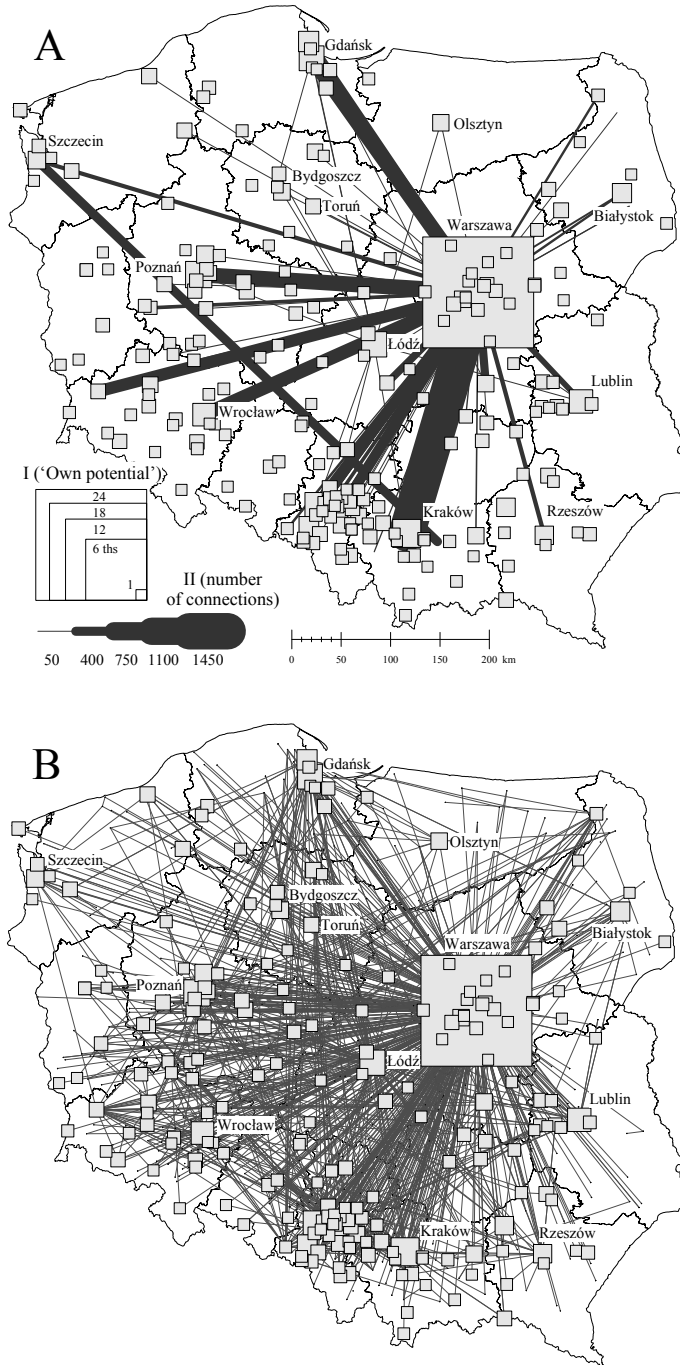 A
Gdańsk
Szczecin
Olsztyn
Bydgoszcz
Toruń
Białystok
Warszawa
Poznań
Łódź
Lublin
Wrocław
I (‘Own potential’)
24
18
12
6 ths
1
Kraków
Rzeszów
II (number
of connections)
50 400 750 1100 1450
0 50 100 150 200 km
B
Gdańsk
Szczecin
Olsztyn
Bydgoszcz
Toruń
Białystok
Warszawa
Poznań
Łódź
Lublin
Wrocław
Kraków
Rzeszów